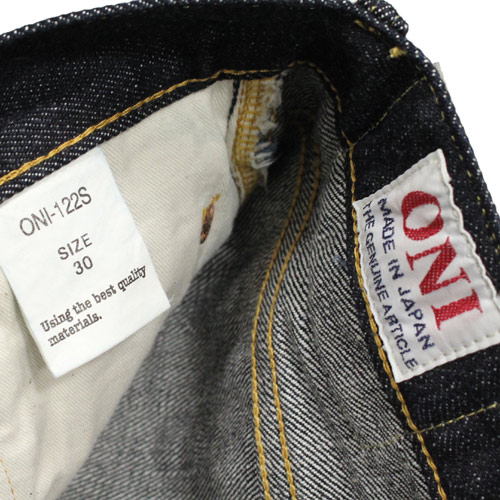 ONI-122S
SIZE
30
Using the best quality
materials.
ONI
MADE IN JAPAN
THE GENUINE ARTICLE